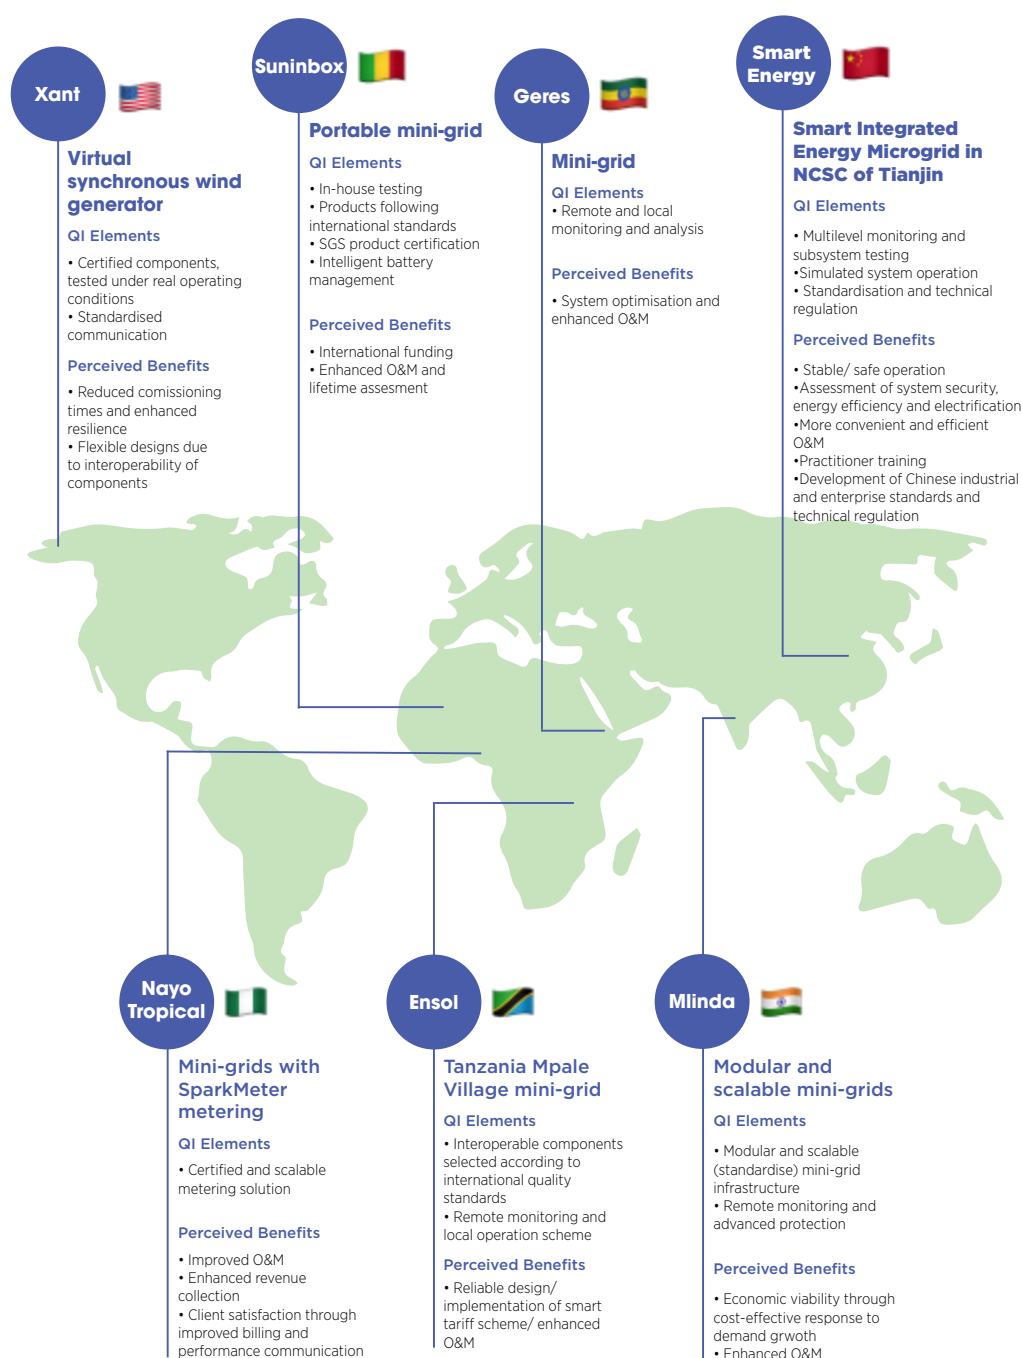 Xant
Virtual
synchronous wind
generator
QI Elements
• Certified components,
tested under real operating
conditions
• Standardised
communication
Perceived Benefits
• Reduced comissioning
times and enhanced
resilience
• Flexible designs due
to interoperability of
components
Suninbox
Portable mini-grid
QI Elements
• In-house testing
• Products following
international standards
• SGS product certification
• Intelligent battery
management
Perceived Benefits
• International funding
• Enhanced O&M and
lifetime assesment
Geres
Mini-grid
QI Elements
• Remote and local
monitoring and analysis
Perceived Benefits
• System optimisation and
enhanced O&M
Smart
Energy
Smart Integrated
Energy Microgrid in
NCSC of Tianjin
QI Elements
• Multilevel monitoring and
subsystem testing
•Simulated system operation
• Standardisation and technical
regulation
Perceived Benefits
• Stable/ safe operation
•Assessment of system security,
energy efficiency and electrification
•More convenient and efficient
O&M
•Practitioner training
•Development of Chinese industrial
and enterprise standards and
technical regulation
Nayo
Tropical
Mini-grids with
SparkMeter
metering
QI Elements
• Certified and scalable
metering solution
Perceived Benefits
• Improved O&M
• Enhanced revenue
collection
• Client satisfaction through
improved billing and
performance communication
Ensol
Tanzania Mpale
Village mini-grid
QI Elements
• Interoperable components
selected according to
international quality
standards
• Remote monitoring and
local operation scheme
Perceived Benefits
• Reliable design/
implementation of smart
tariff scheme/ enhanced
O&M
Mlinda
Modular and
scalable mini-grids
QI Elements
• Modular and scalable
(standardise) mini-grid
infrastructure
• Remote monitoring and
advanced protection
Perceived Benefits
• Economic viability through
cost-effective response to
demand grwoth
• Enhanced O&M